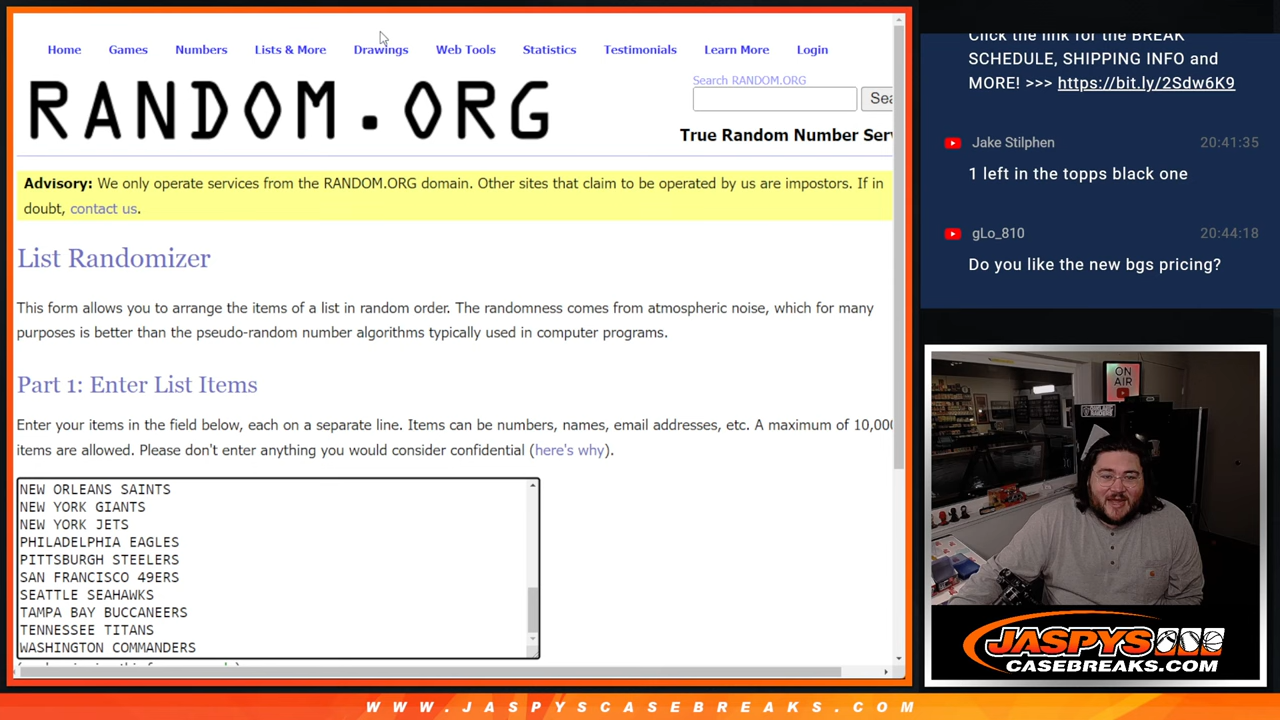 Home Games Numbers Lists & More Drawings Web Tools Statistics Testimonials Learn More Login
RANDOM.ORG
Search RANDOM.ORG
Sea
True Random Number Ser
Advisory: We only operate services from the RANDOM.ORG domain. Other sites that claim to be operated by us are impostors. If in
doubt, contact us.
List Randomizer
This form allows you to arrange the items of a list in random order. The randomness comes from atmospheric noise, which for many
purposes is better than the pseudo-random number algorithms typically used in computer programs.
Part 1: Enter List Items
Enter your items in the field below, each on a separate line. Items can be numbers, names, email addresses, etc. A maximum of 10,000
items are allowed. Please don't enter anything you would consider confidential (here's why).
NEW ORLEANS SAINTS
NEW YORK GIANTS
NEW YORK JETS
PHILADELPHIA EAGLES
PITTSBURGH STEELERS
SAN FRANCISCO 49ERS
SEATTLE SEAHAWKS
TAMPA BAY BUCCANEERS
TENNESSEE TITANS
WASHINGTON COMMANDERS
Click the link for the BREAK
SCHEDULE, SHIPPING INFO and
MORE! >>> https://bit.ly/2Sdw6K9
Jake Stilphen 20:41:35
1 left in the topps black one
gLo_810 20:44:18
Do you like the new bgs pricing?
ON
AIR
JASPYS
CASEBREAKS.COM
WWW.JASPYSCASEBREAKS.COM